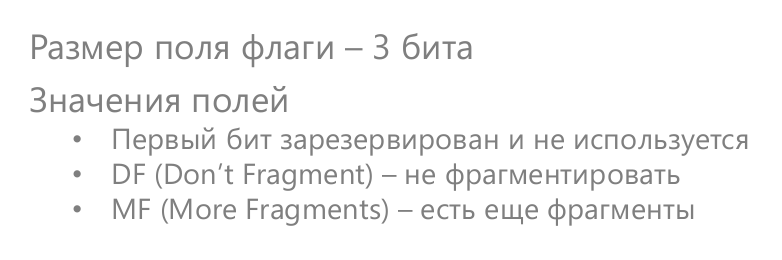 Размер поля флаги – 3 бита
Значения полей
• Первый бит зарезервирован и не используется
• DF (Don’t Fragment) – не фрагментировать
• MF (More Fragments) – есть еще фрагменты